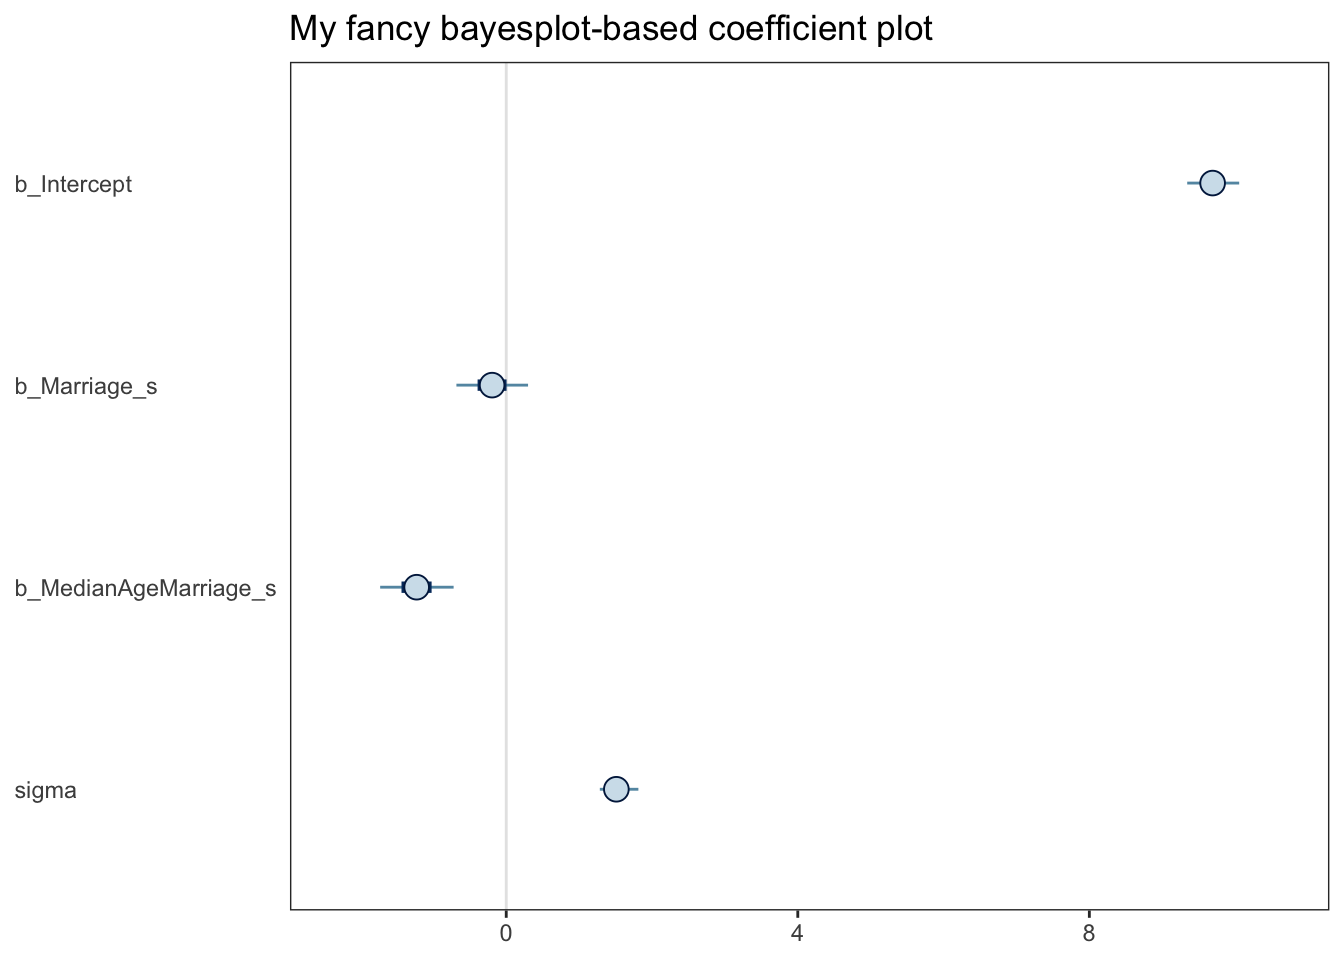 My fancy bayesplot-based coefficient plot
b_Intercept
b_Marriage_s
b_MedianAgeMarriage_s
sigma
0 4 8